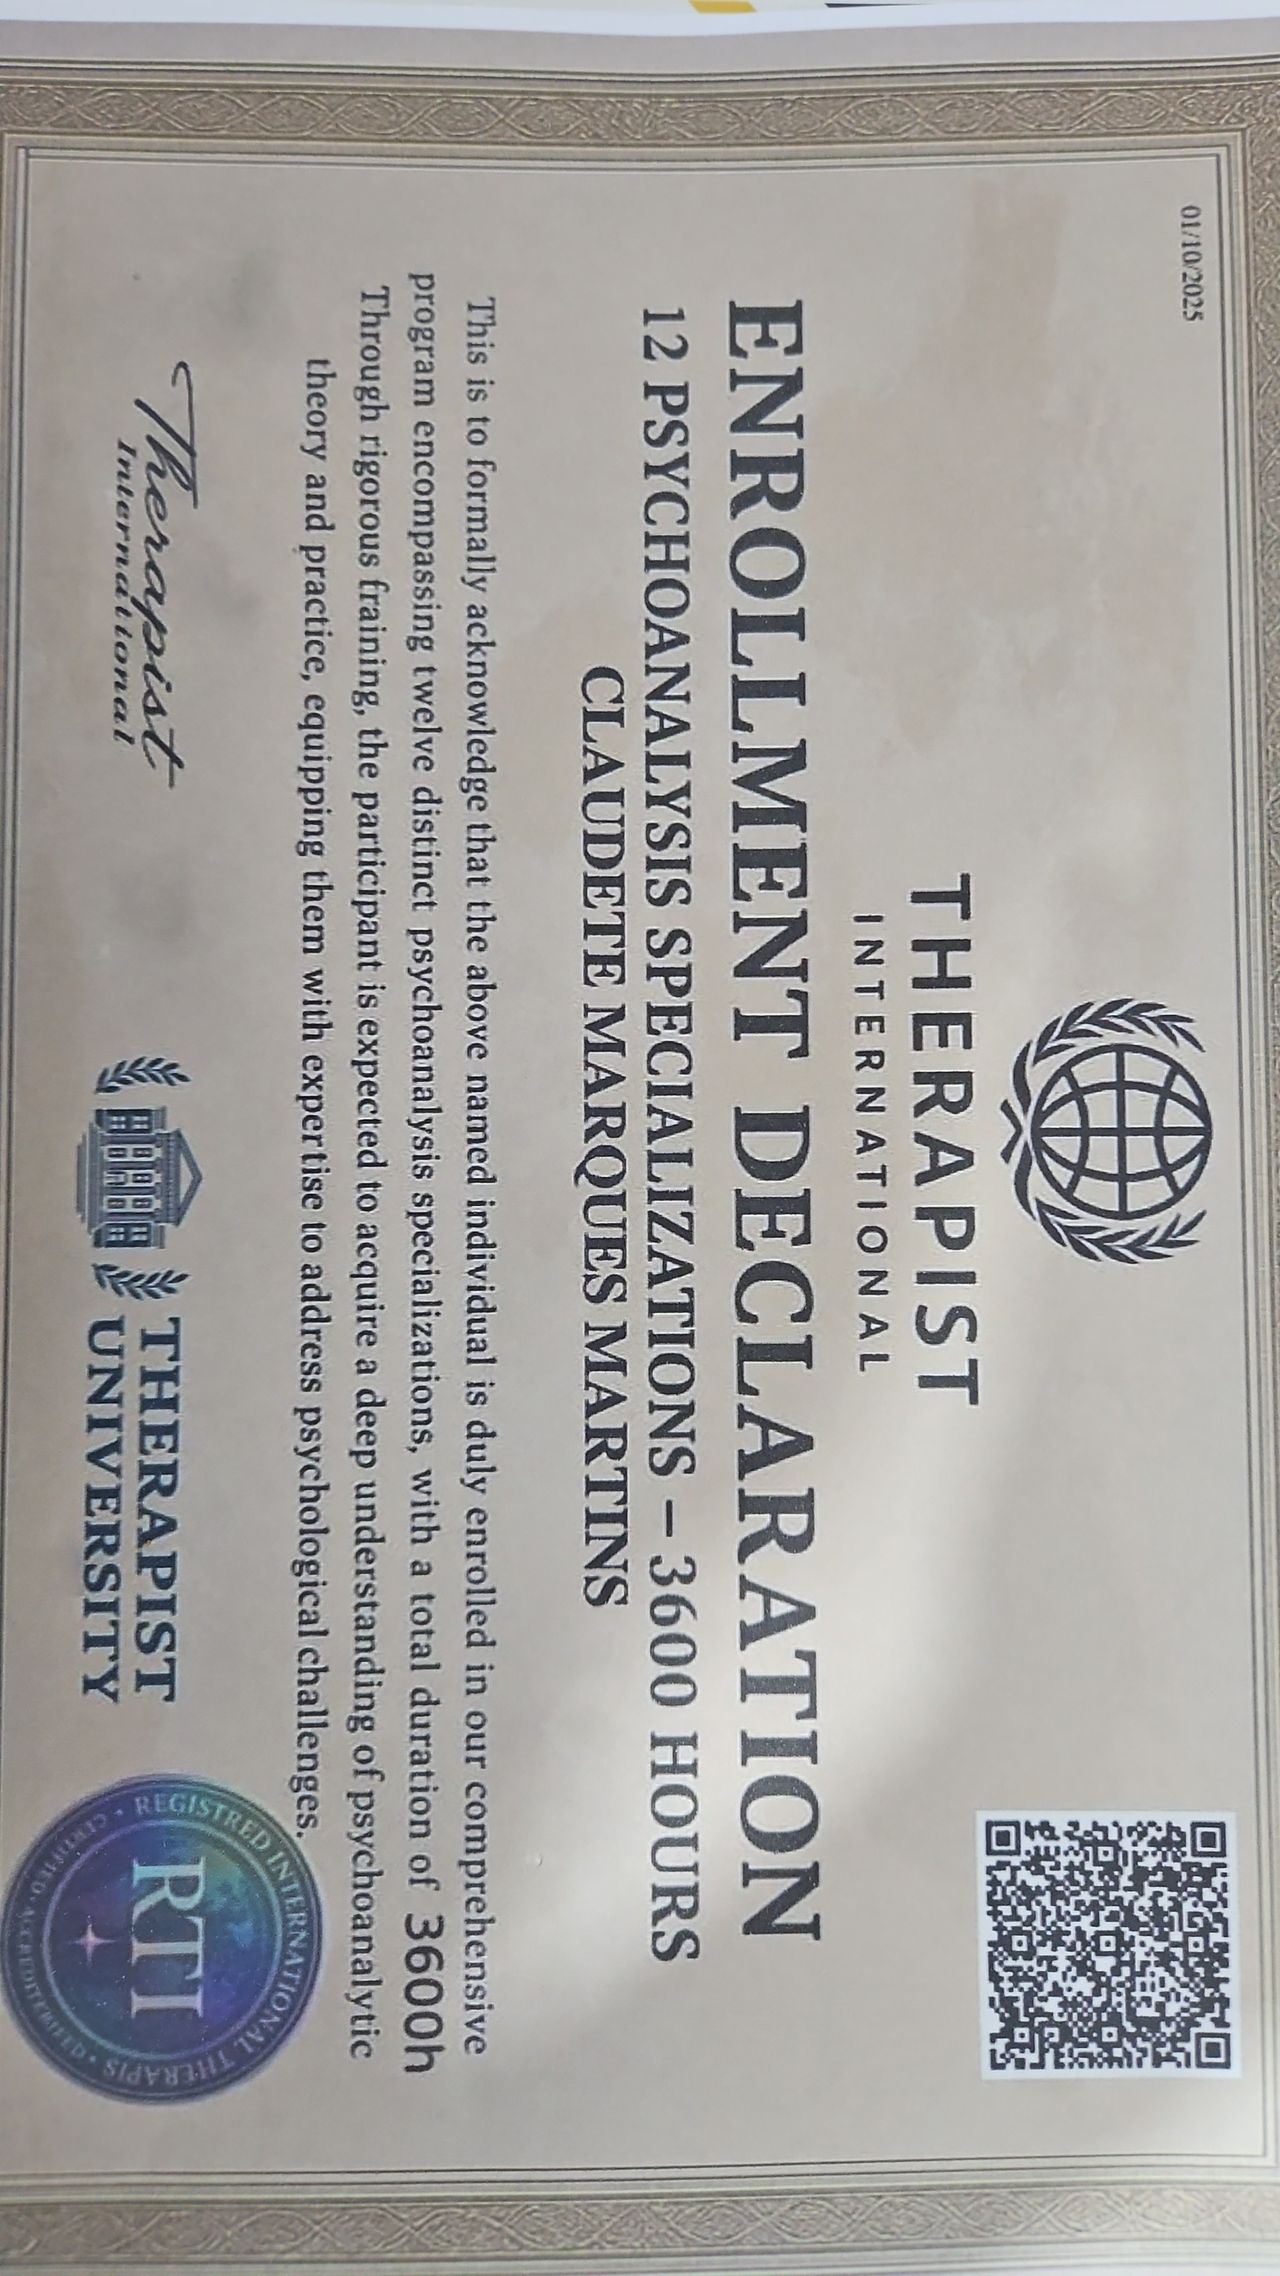 01/10/2025
THERAPIST
INTERNATIONAL
ENROLLMENT DECLARATION
12 PSYCHOANALYSIS SPECIALIZATIONS – 3600 HOURS
CLAUDETE MARQUES MARTINS
This is to formally acknowledge that the above named individual is duly enrolled in our comprehensive
program encompassing twelve distinct psychoanalysis specializations, with a total duration of 3600h
Through rigorous fraining, the participant is expected to acquire a deep understanding of psychoanalytic
theory and practice, equipping them with expertise to address psychological challenges.
Therapist
International
THERAPIST
UNIVERSITY
REGISTRED INTERNATIONAL THERAPIS
RTI